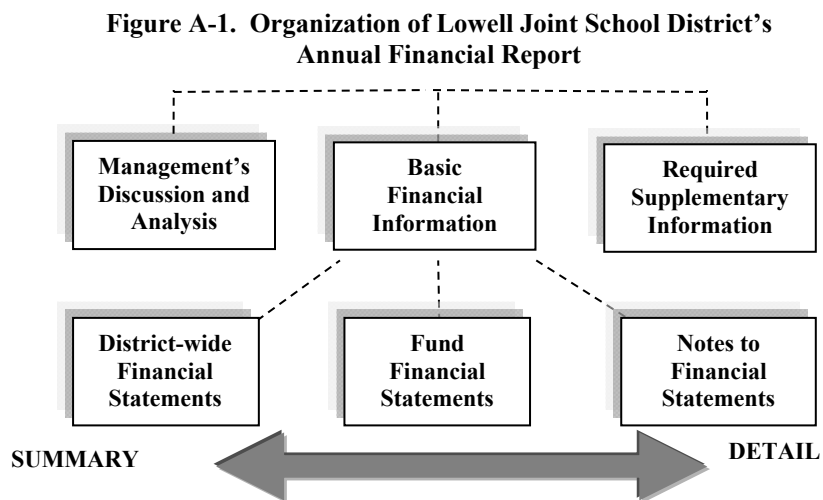 Figure A-1. Organization of Lowell Joint School District’s
Annual Financial Report
Management’s
Discussion and
Analysis
Basic
Financial
Information
Required
Supplementary
Information
District-wide
Financial
Statements
Fund
Financial
Statements
Notes to
Financial
Statements
SUMMARY
DETAIL